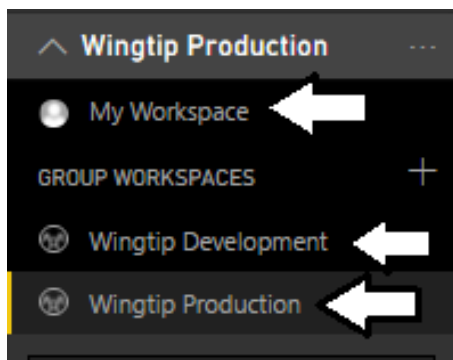 Wingtip Production
My Workspace
GROUP WORKSPACES
Wingtip Development
Wingtip Production